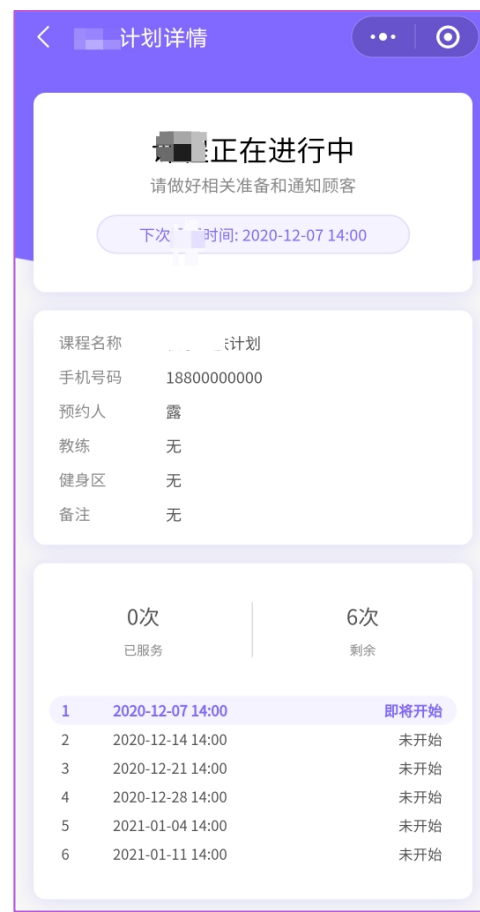 计划详情
正在进行中
请做好相关准备和通知顾客
下次 时间: 2020-12-07 14:00
课程名称 计划
手机号码 18800000000
预约人 露
教练 无
健身区 无
备注 无
0次 6次
已服务 剩余
1 2020-12-07 14:00 即将开始
2 2020-12-14 14:00 未开始
3 2020-12-21 14:00 未开始
4 2020-12-28 14:00 未开始
5 2021-01-04 14:00 未开始
6 2021-01-11 14:00 未开始